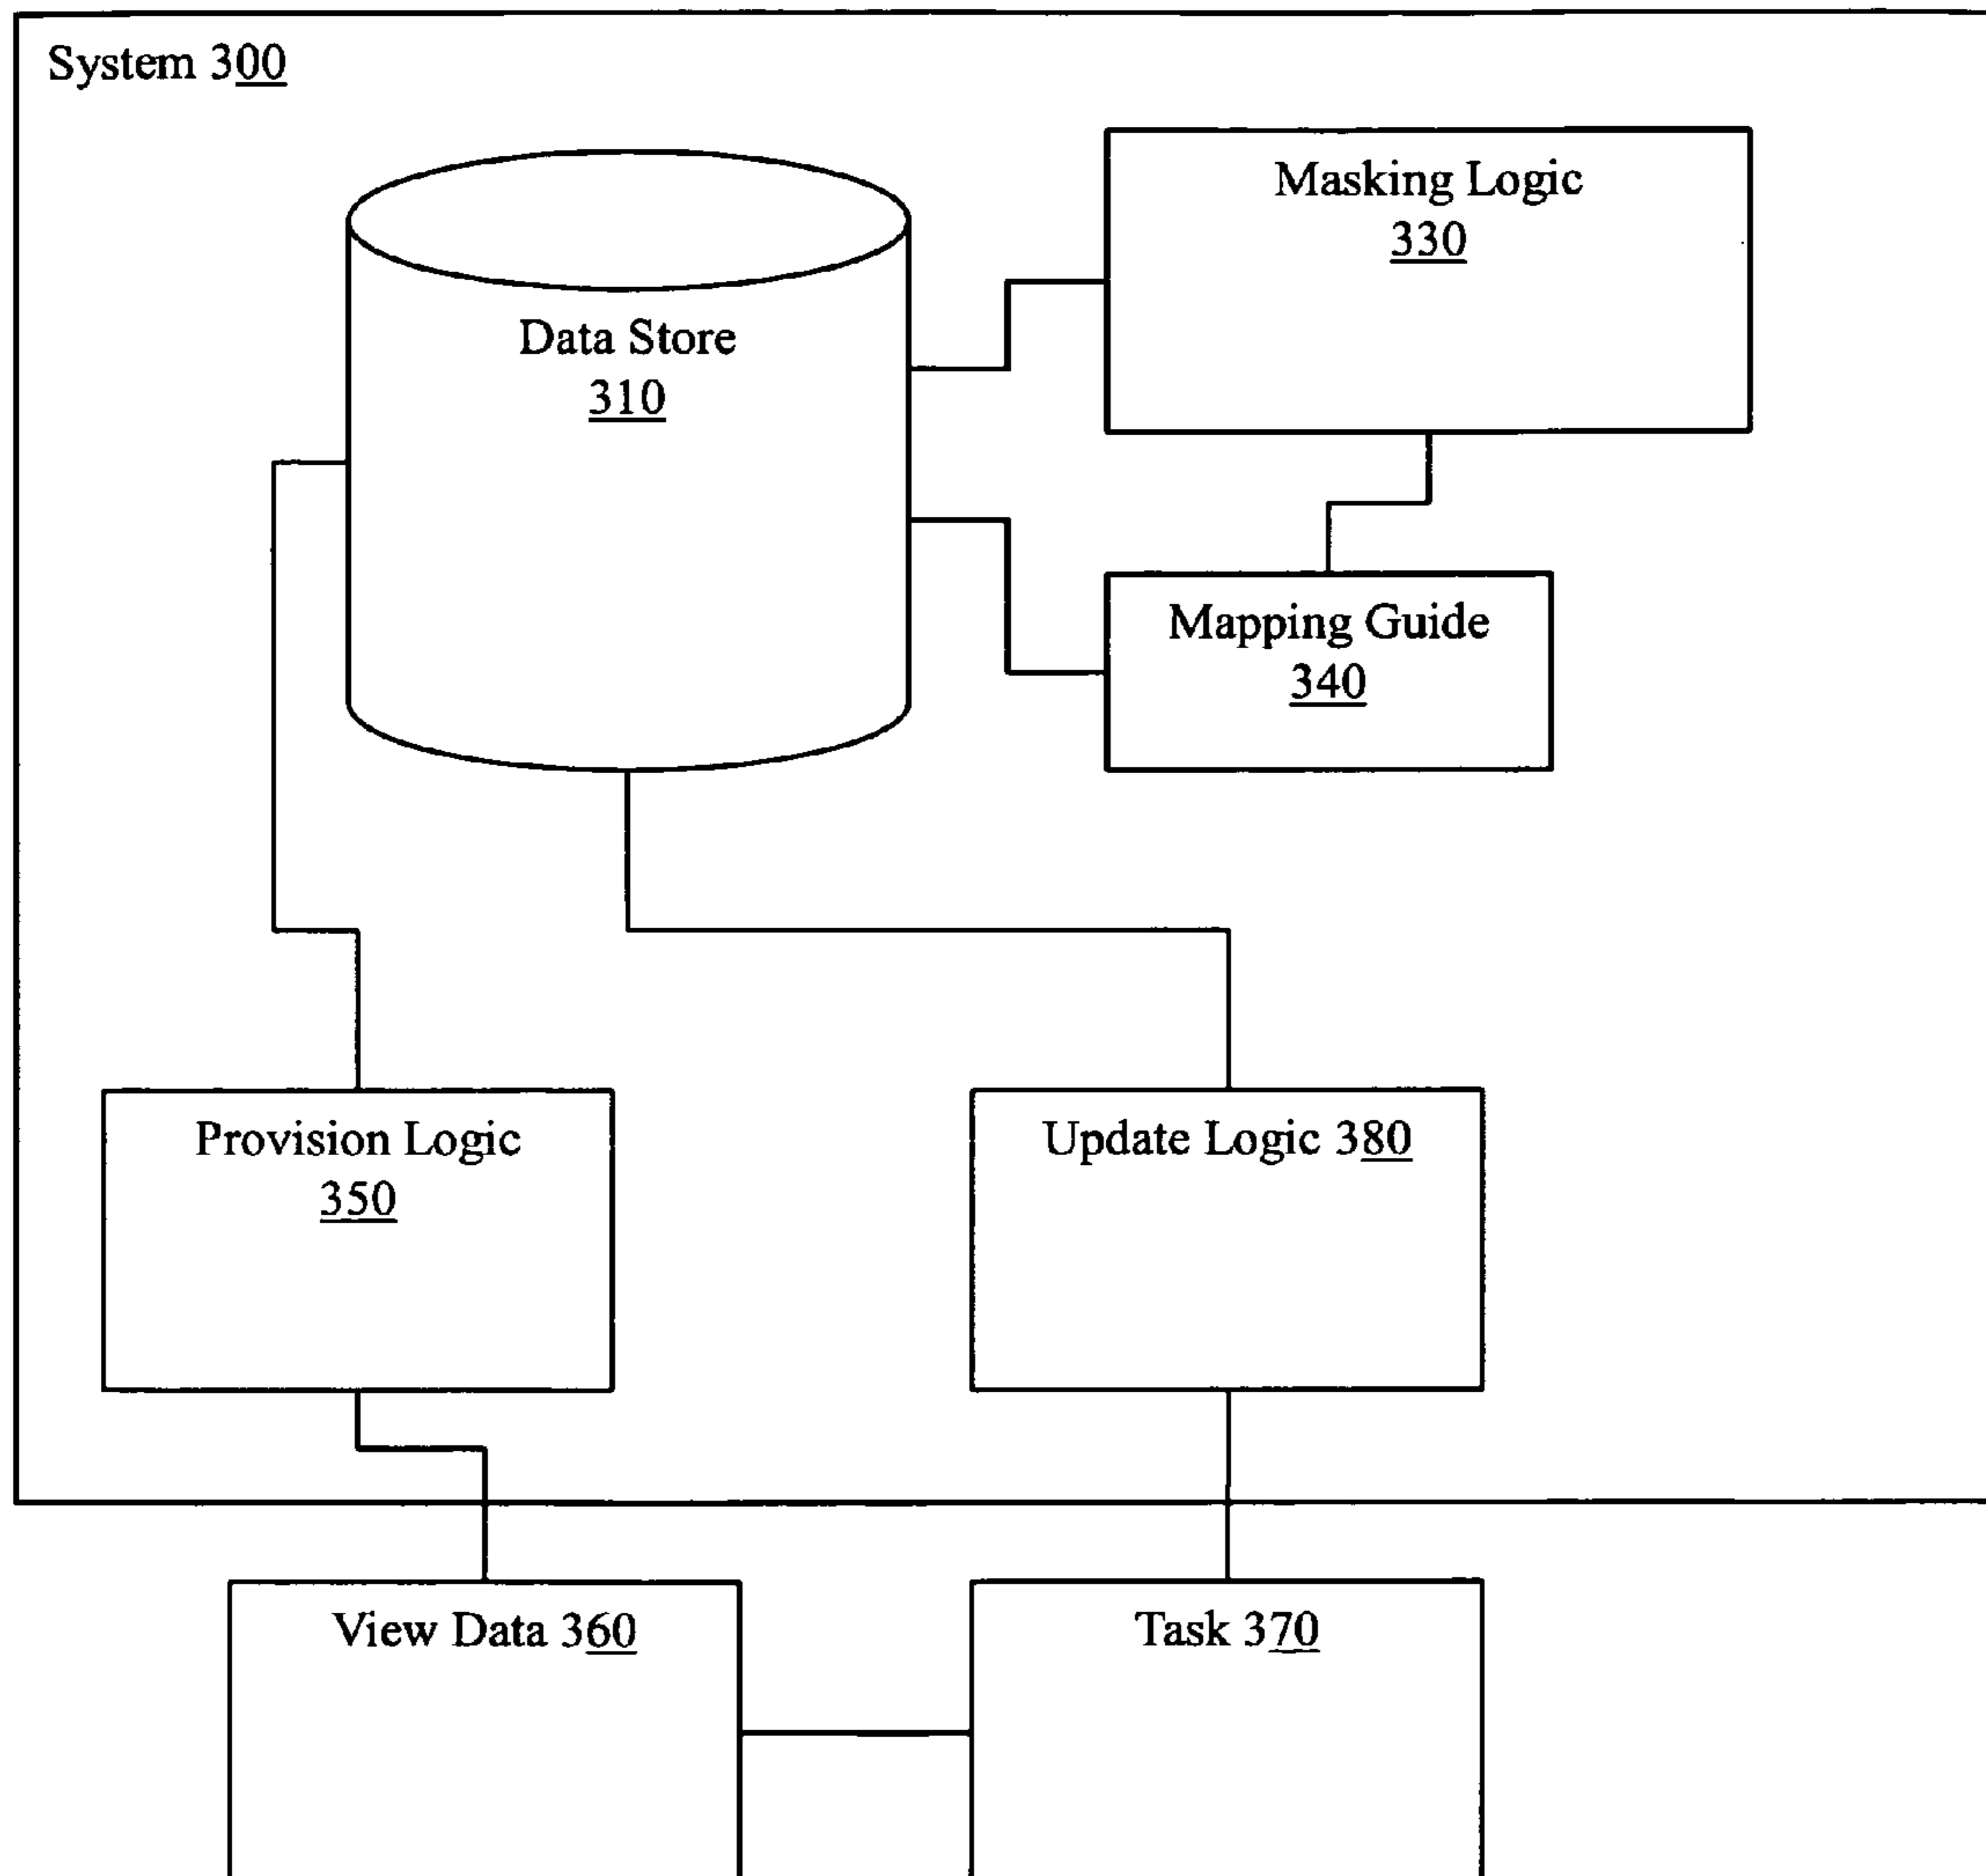 System 300
Masking Logic
330
Data Store
310
Mapping Guide
340
Provision Logic
350
Update Logic 380
View Data 360
Task 370